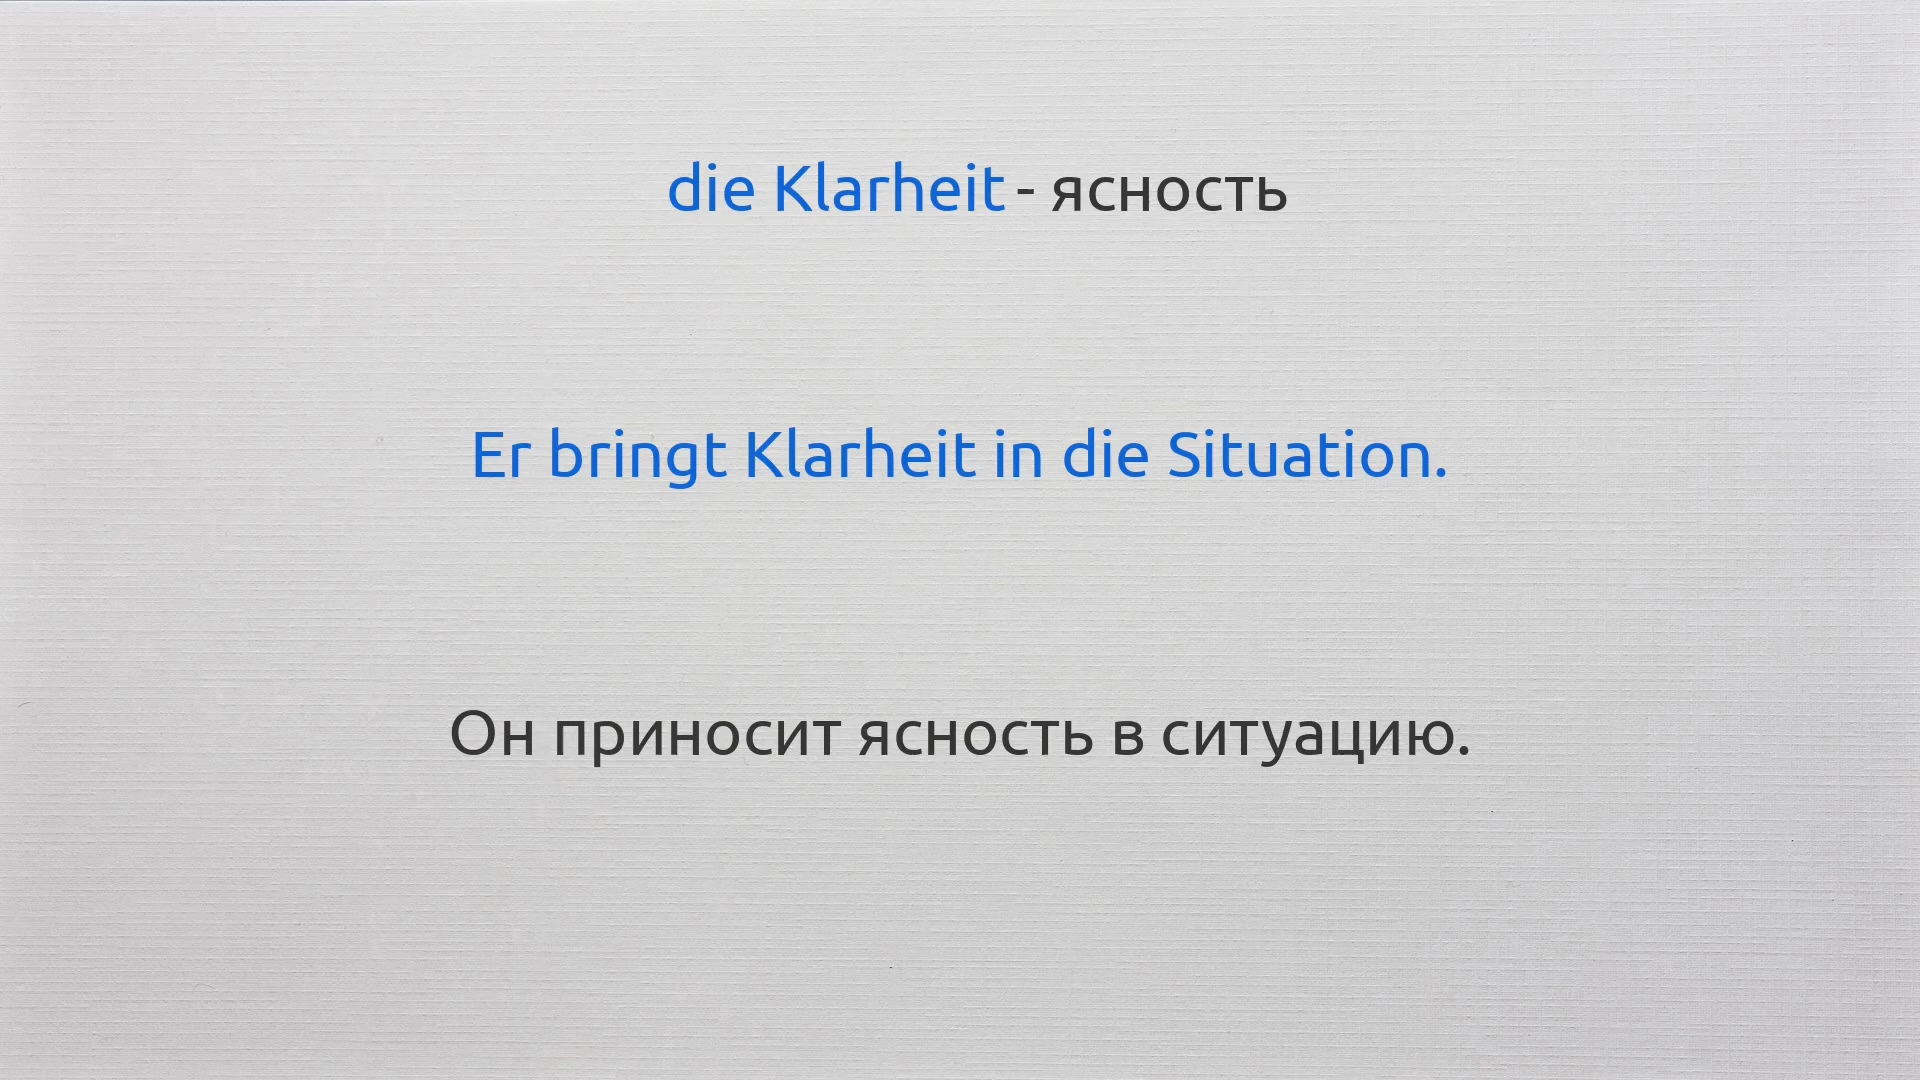 die Klarheit - ясность
Er bringt Klarheit in die Situation.
Он приносит ясность в ситуацию.